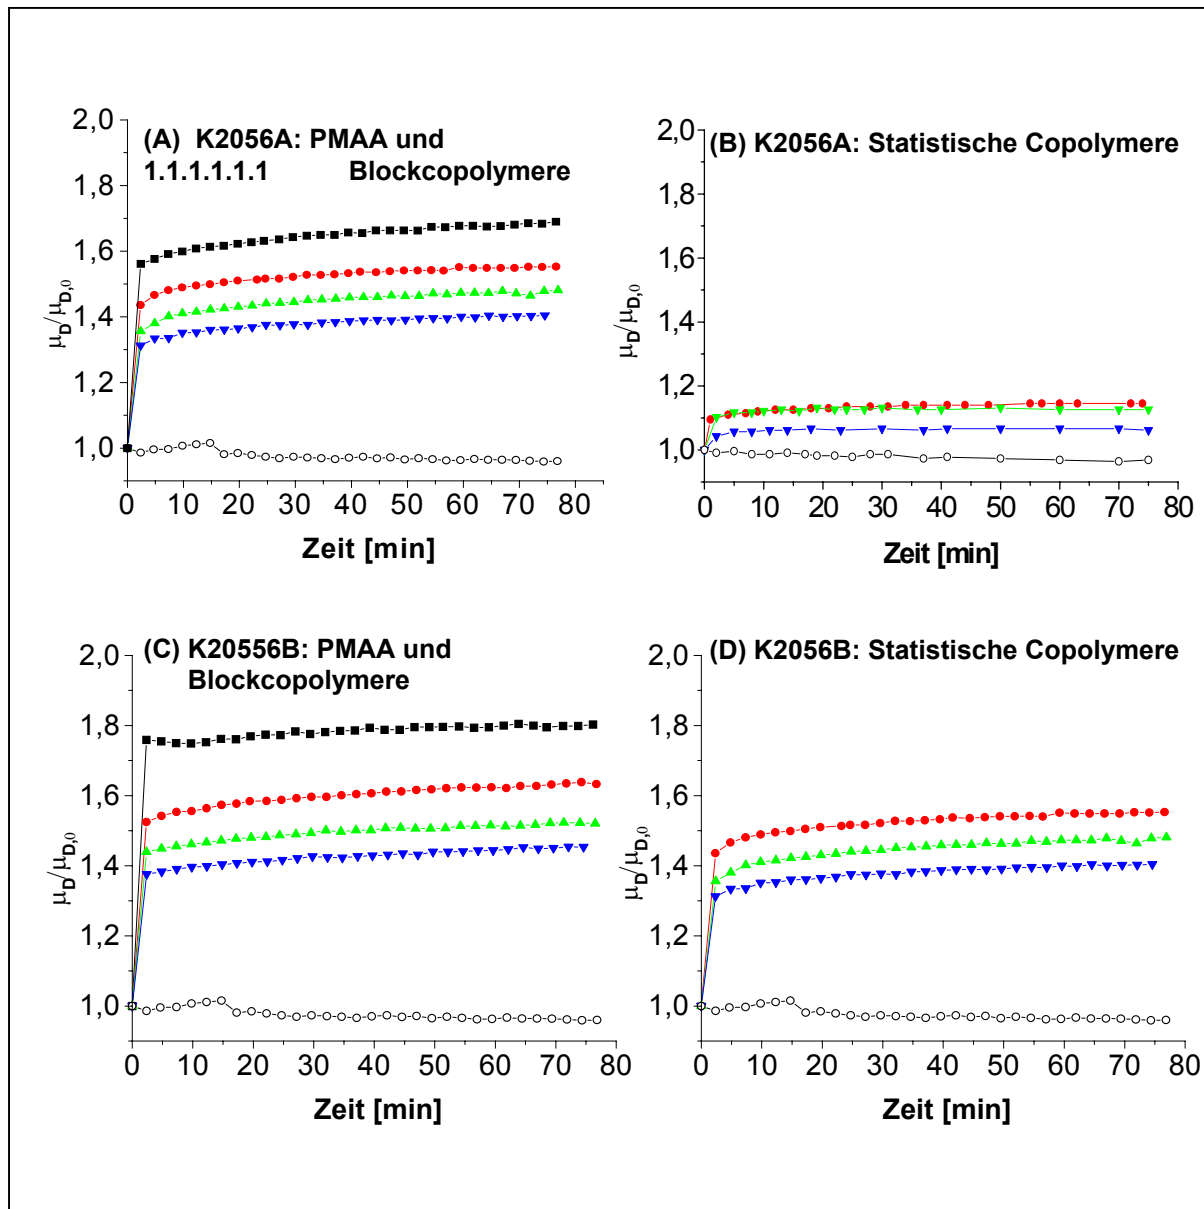 (A) K2056A: PMAA und
1.1.1.1.1.1 Blockcopolymere
2,0
1,8
1,6
1,4
1,2
1,0
μD/μD,0
0 10 20 30 40 50 60 70 80
Zeit [min]
(B) K2056A: Statistische Copolymere
2,0
1,8
1,6
1,4
1,2
1,0
μD/μD,0
0 10 20 30 40 50 60 70 80
Zeit [min]
(C) K20556B: PMAA und
Blockcopolymere
2,0
1,8
1,6
1,4
1,2
1,0
μD/μD,0
0 10 20 30 40 50 60 70 80
Zeit [min]
(D) K2056B: Statistische Copolymere
2,0
1,8
1,6
1,4
1,2
1,0
μD/μD,0
0 10 20 30 40 50 60 70 80
Zeit [min]